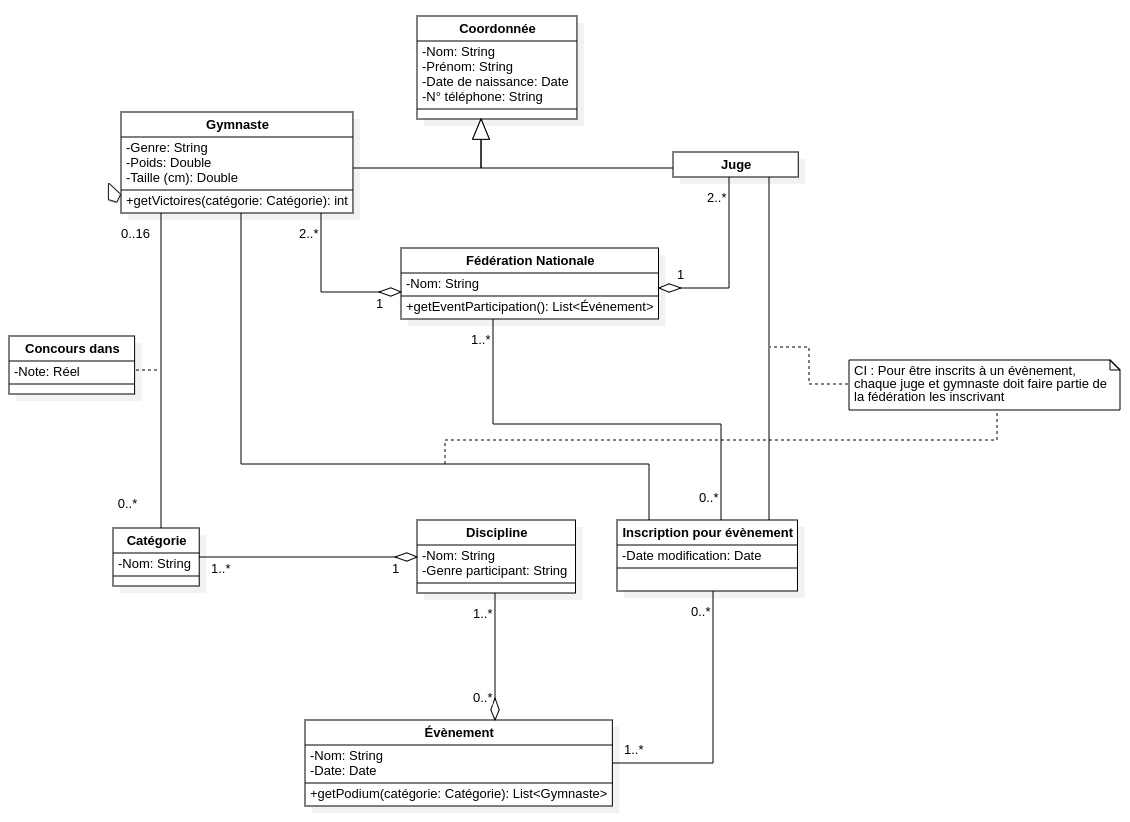 Coordonnée
-Nom: String
-Prénom: String
-Date de naissance: Date
-N° téléphone: String
Gymnaste
-Genre: String
-Poids: Double
-Taille (cm): Double
+getVictoires(catégorie: Catégorie): int
Juge
0..16
2..*
2..*
Fédération Nationale
-Nom: String
+getEventParticipation(): List<Événement>
1
1
1..*
Concours dans
-Note: Réel
CI : Pour être inscrits à un évènement,
chaque juge et gymnaste doit faire partie de
la fédération les inscrivant
0..*
0..*
Catégorie
-Nom: String
1..*
1
Discipline
-Nom: String
-Genre participant: String
Inscription pour évènement
-Date modification: Date
1..*
0..*
0..*
1..*
Évènement
-Nom: String
-Date: Date
+getPodium(catégorie: Catégorie): List<Gymnaste>